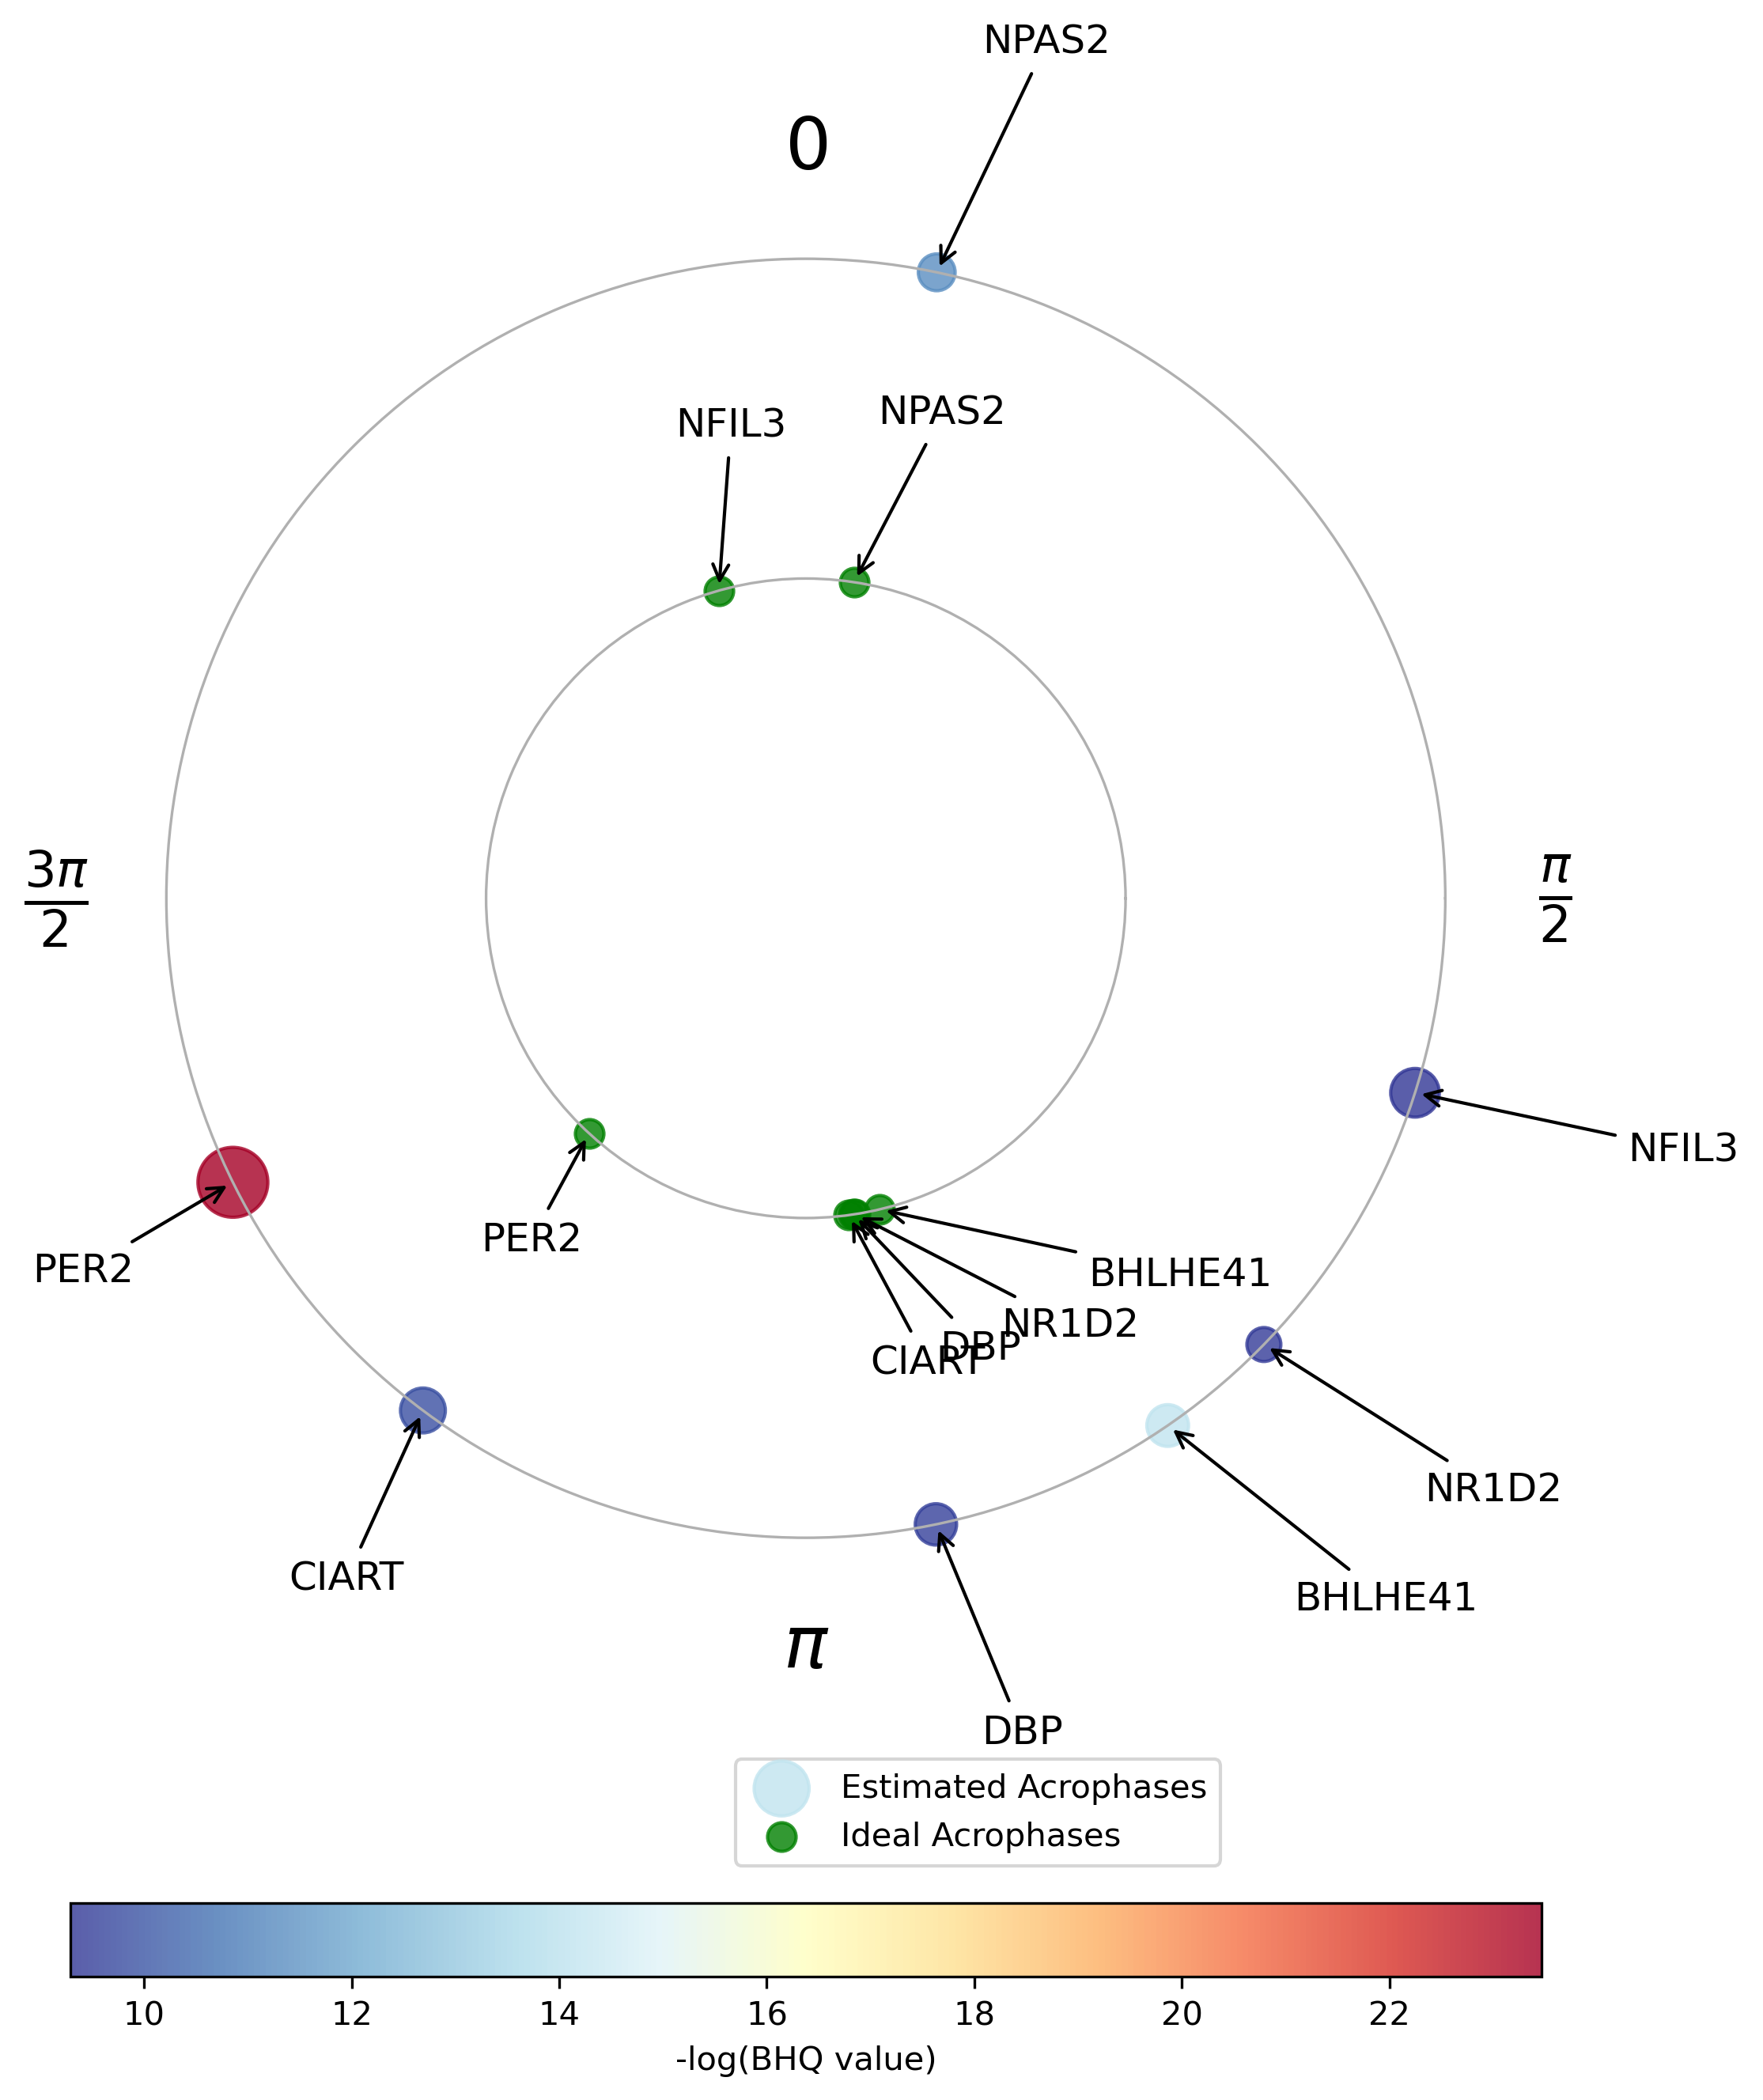 NPAS2
0
NFIL3
NPAS2
3π
2
π
2
NFIL3
PER2
PER2
BHLHE41
NR1D2
DBP
CIART
NR1D2
CIART
BHLHE41
π
DBP
Estimated Acrophases
Ideal Acrophases
10 12 14 16 18 20 22
-log(BHQ value)